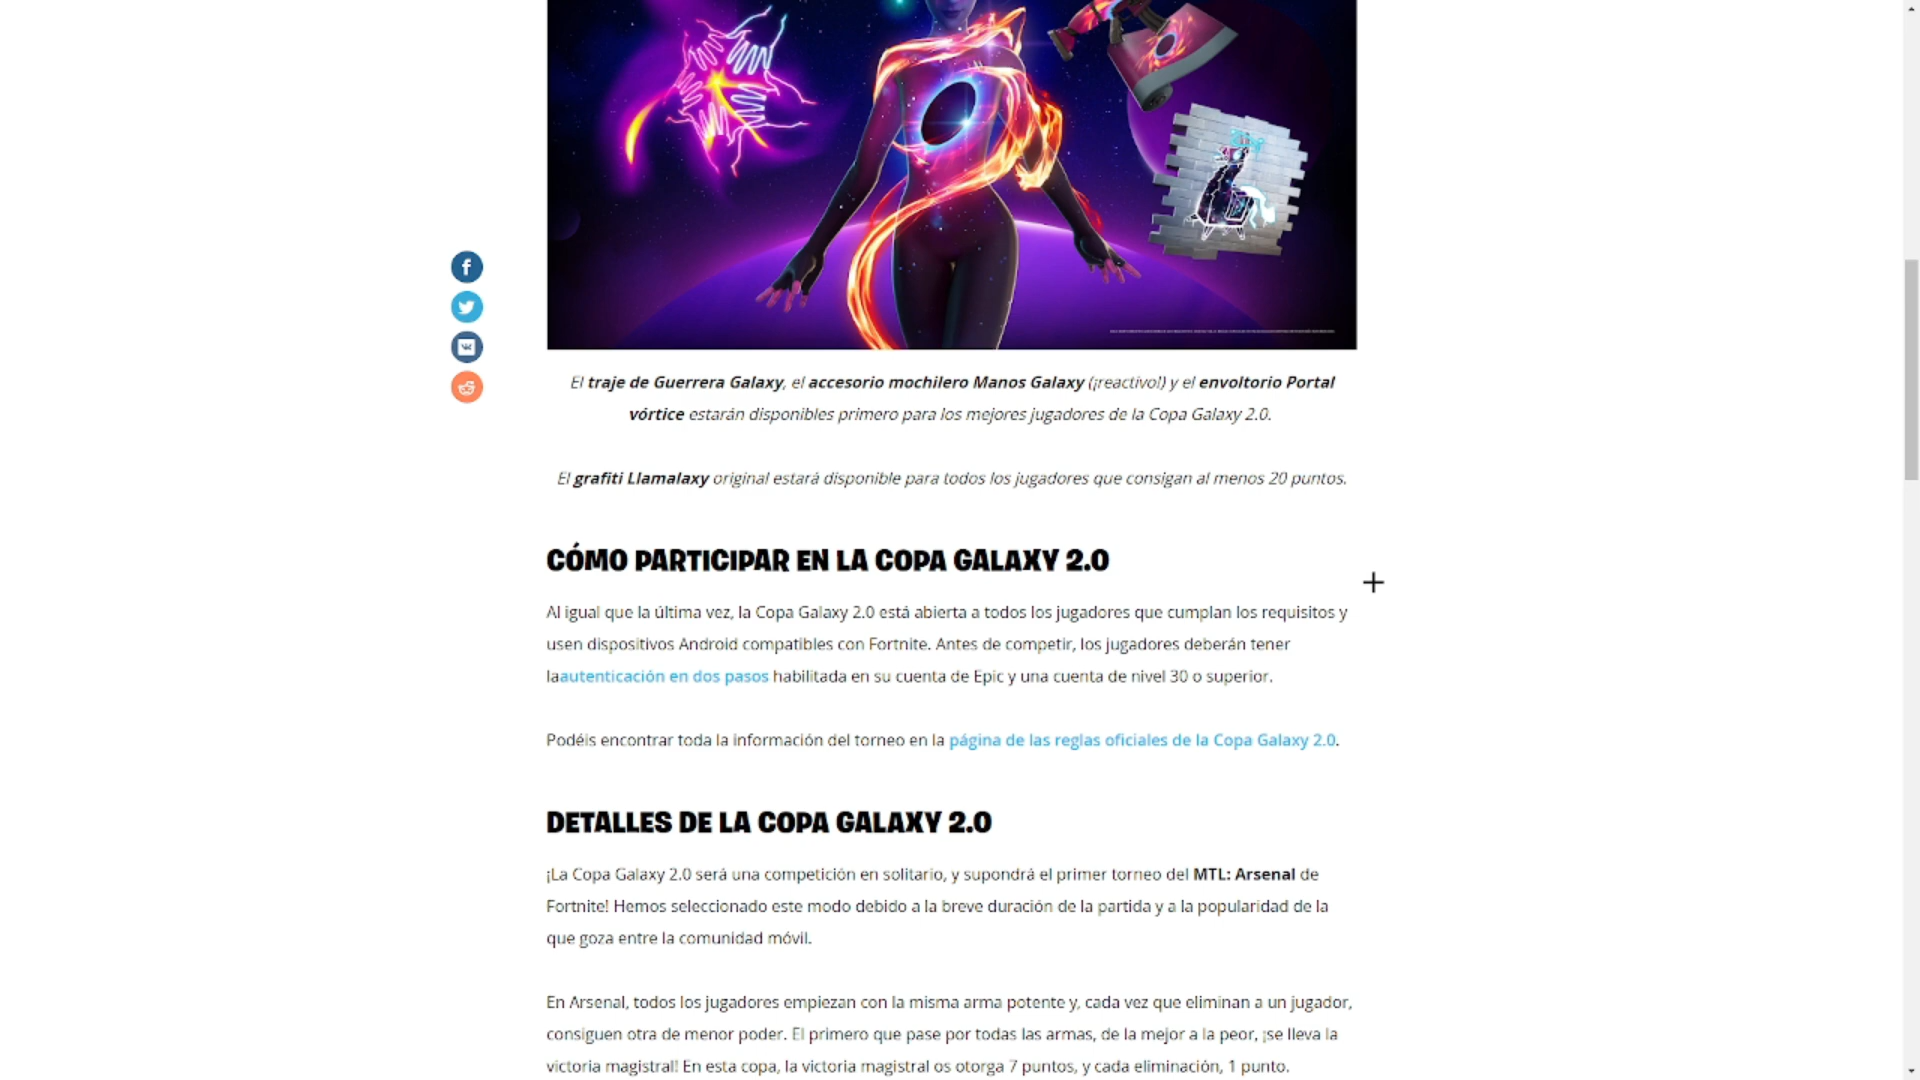 El traje de Guerrera Galaxy, el accesorio mochilero Manos Galaxy (¡reactivo!) y el envoltorio Portal
vórtice estarán disponibles primero para los mejores jugadores de la Copa Galaxy 2.0.
El grafiti Llamalaxy original estará disponible para todos los jugadores que consigan al menos 20 puntos.
CÓMO PARTICIPAR EN LA COPA GALAXY 2.0
Al igual que la última vez, la Copa Galaxy 2.0 está abierta a todos los jugadores que cumplan los requisitos y
usen dispositivos Android compatibles con Fortnite. Antes de competir, los jugadores deberán tener
laautenticación en dos pasos habilitada en su cuenta de Epic y una cuenta de nivel 30 o superior.
Podéis encontrar toda la información del torneo en la página de las reglas oficiales de la Copa Galaxy 2.0.
DETALLES DE LA COPA GALAXY 2.0
¡La Copa Galaxy 2.0 será una competición en solitario, y supondrá el primer torneo del MTL: Arsenal de
Fortnite! Hemos seleccionado este modo debido a la breve duración de la partida y a la popularidad de la
que goza entre la comunidad móvil.
En Arsenal, todos los jugadores empiezan con la misma arma potente y, cada vez que eliminan a un jugador,
consiguen otra de menor poder. El primero que pase por todas las armas, de la mejor a la peor, ¡se lleva la
victoria magistral! En esta copa, la victoria magistral os otorga 7 puntos, y cada eliminación, 1 punto.